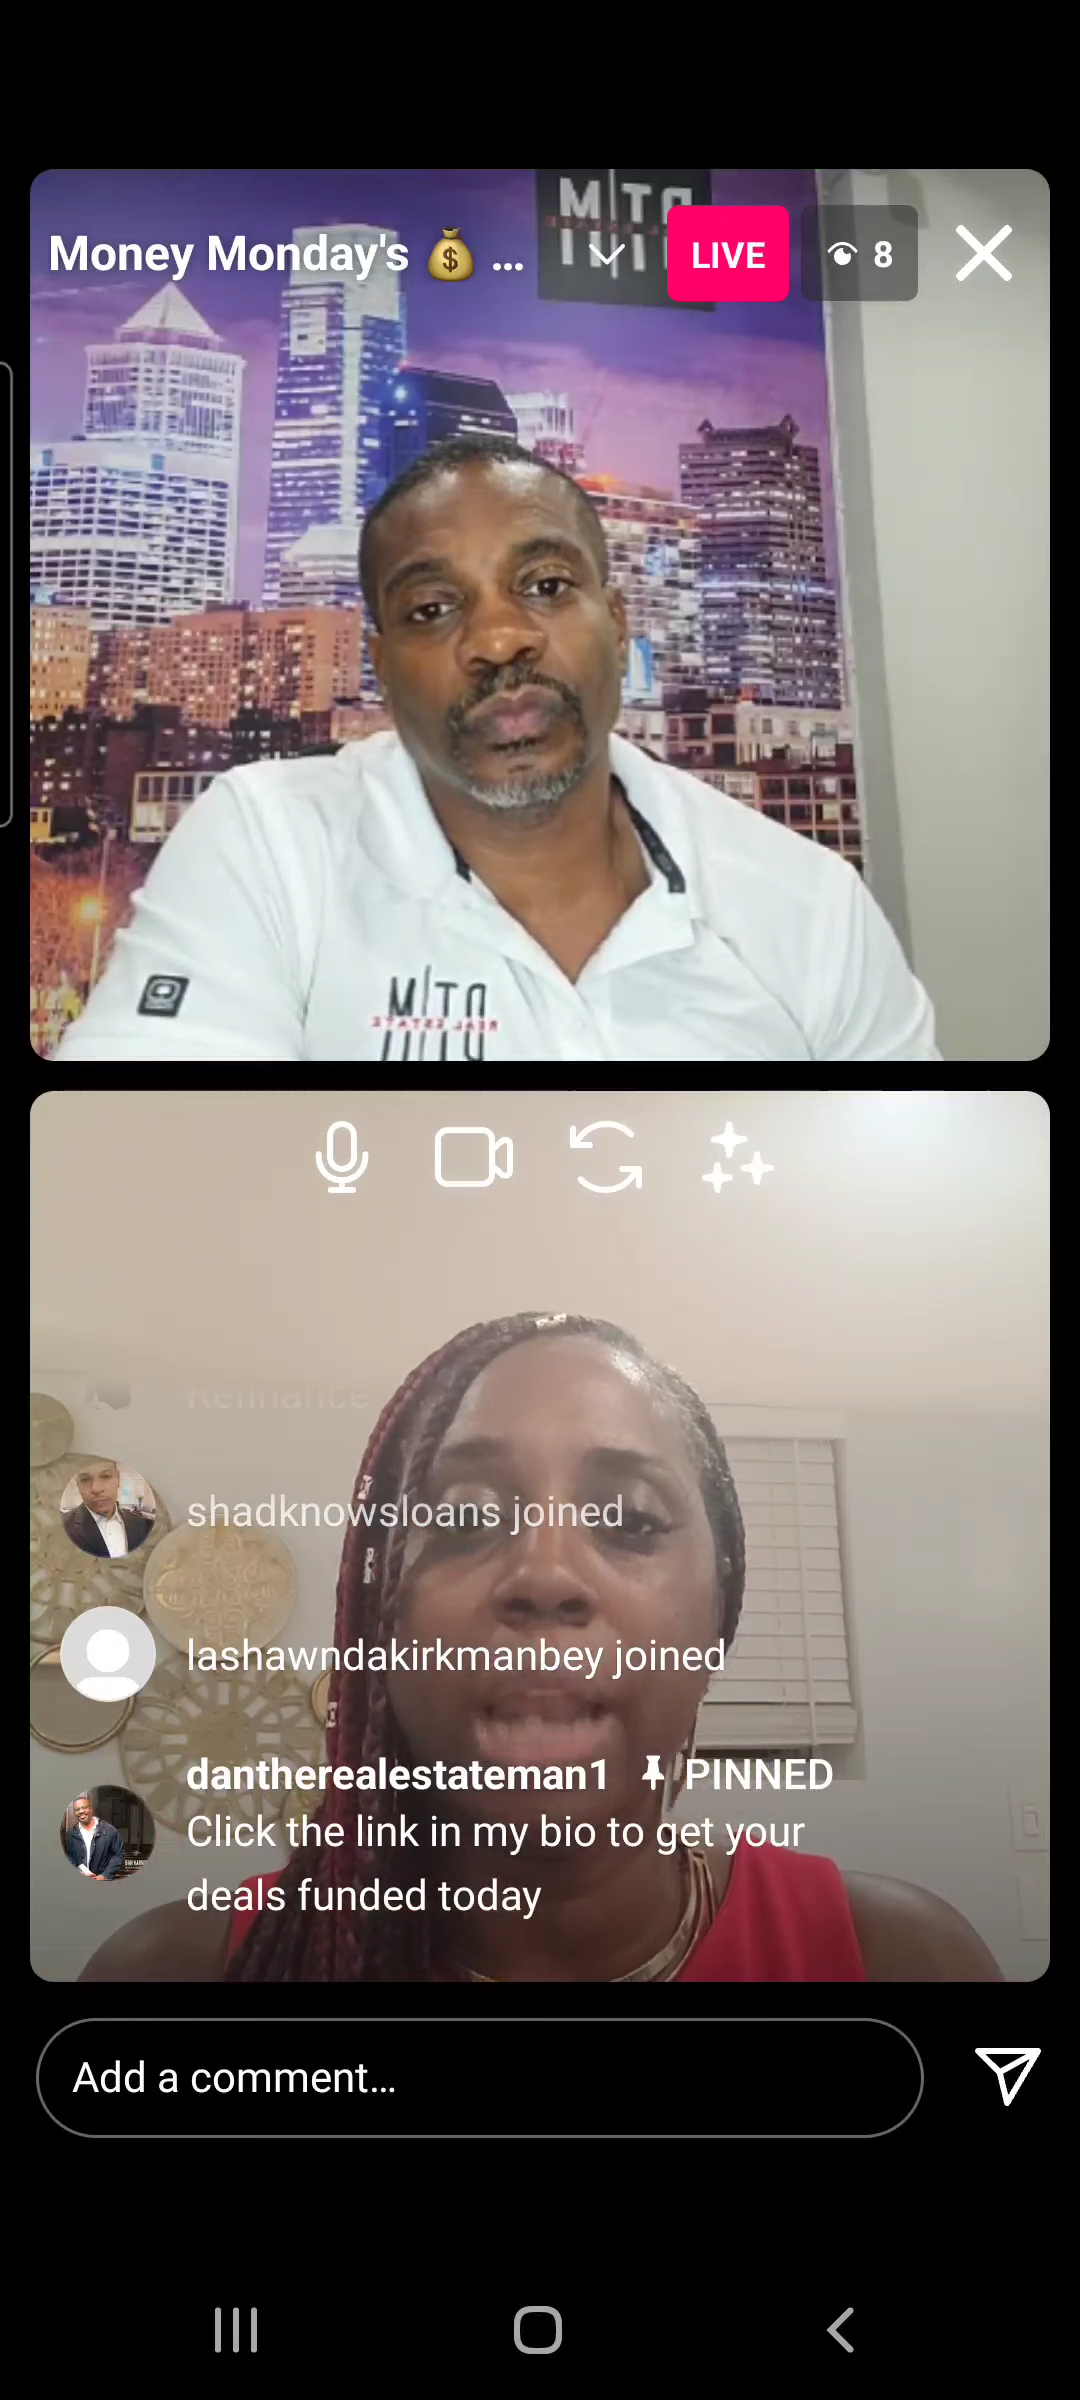 Money Monday's 💰 ...
LIVE
8
Refinance
shadknowsloans joined
lashawndakirkmanbey joined
dantherealestateman1 PINNED
Click the link in my bio to get your
deals funded today
Add a comment...